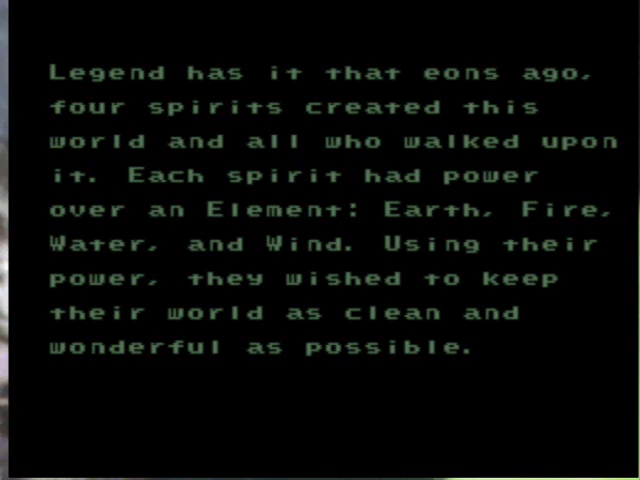 Legend has it that eons ago,
four spirits created this
world and all who walked upon
it. Each spirit had power
over an Element: Earth, Fire,
Water, and Wind. Using their
power, they wished to keep
their world as clean and
wonderful as possible.